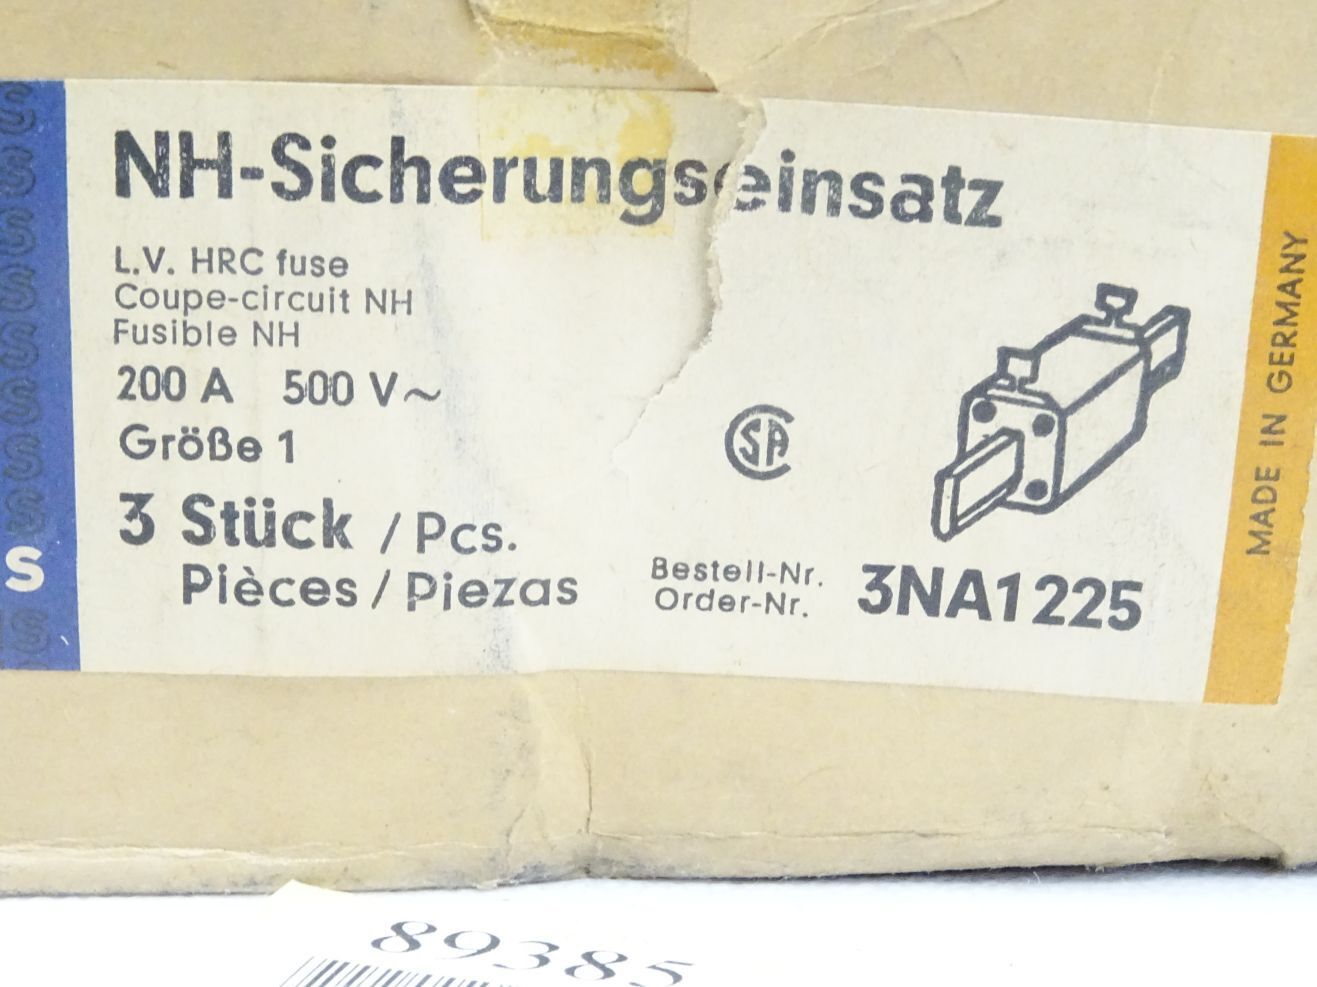 NH-Sicherungseinsatz
L.V. HRC fuse
Coupe-circuit NH
Fusible NH
200 A 500 V~
Größe 1
3 Stück / Pcs.
Pièces / Piezas
SA
Bestell-Nr.
Order-Nr. 3NA1225
MADE IN GERMANY
S
89385